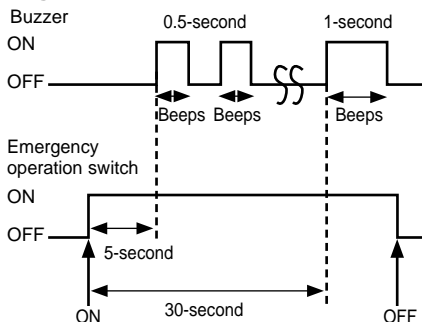 Buzzer
0.5-second 1-second
ON
OFF
Beeps Beeps Beeps
Emergency
operation switch
ON
OFF
5-second
30-second
ON OFF